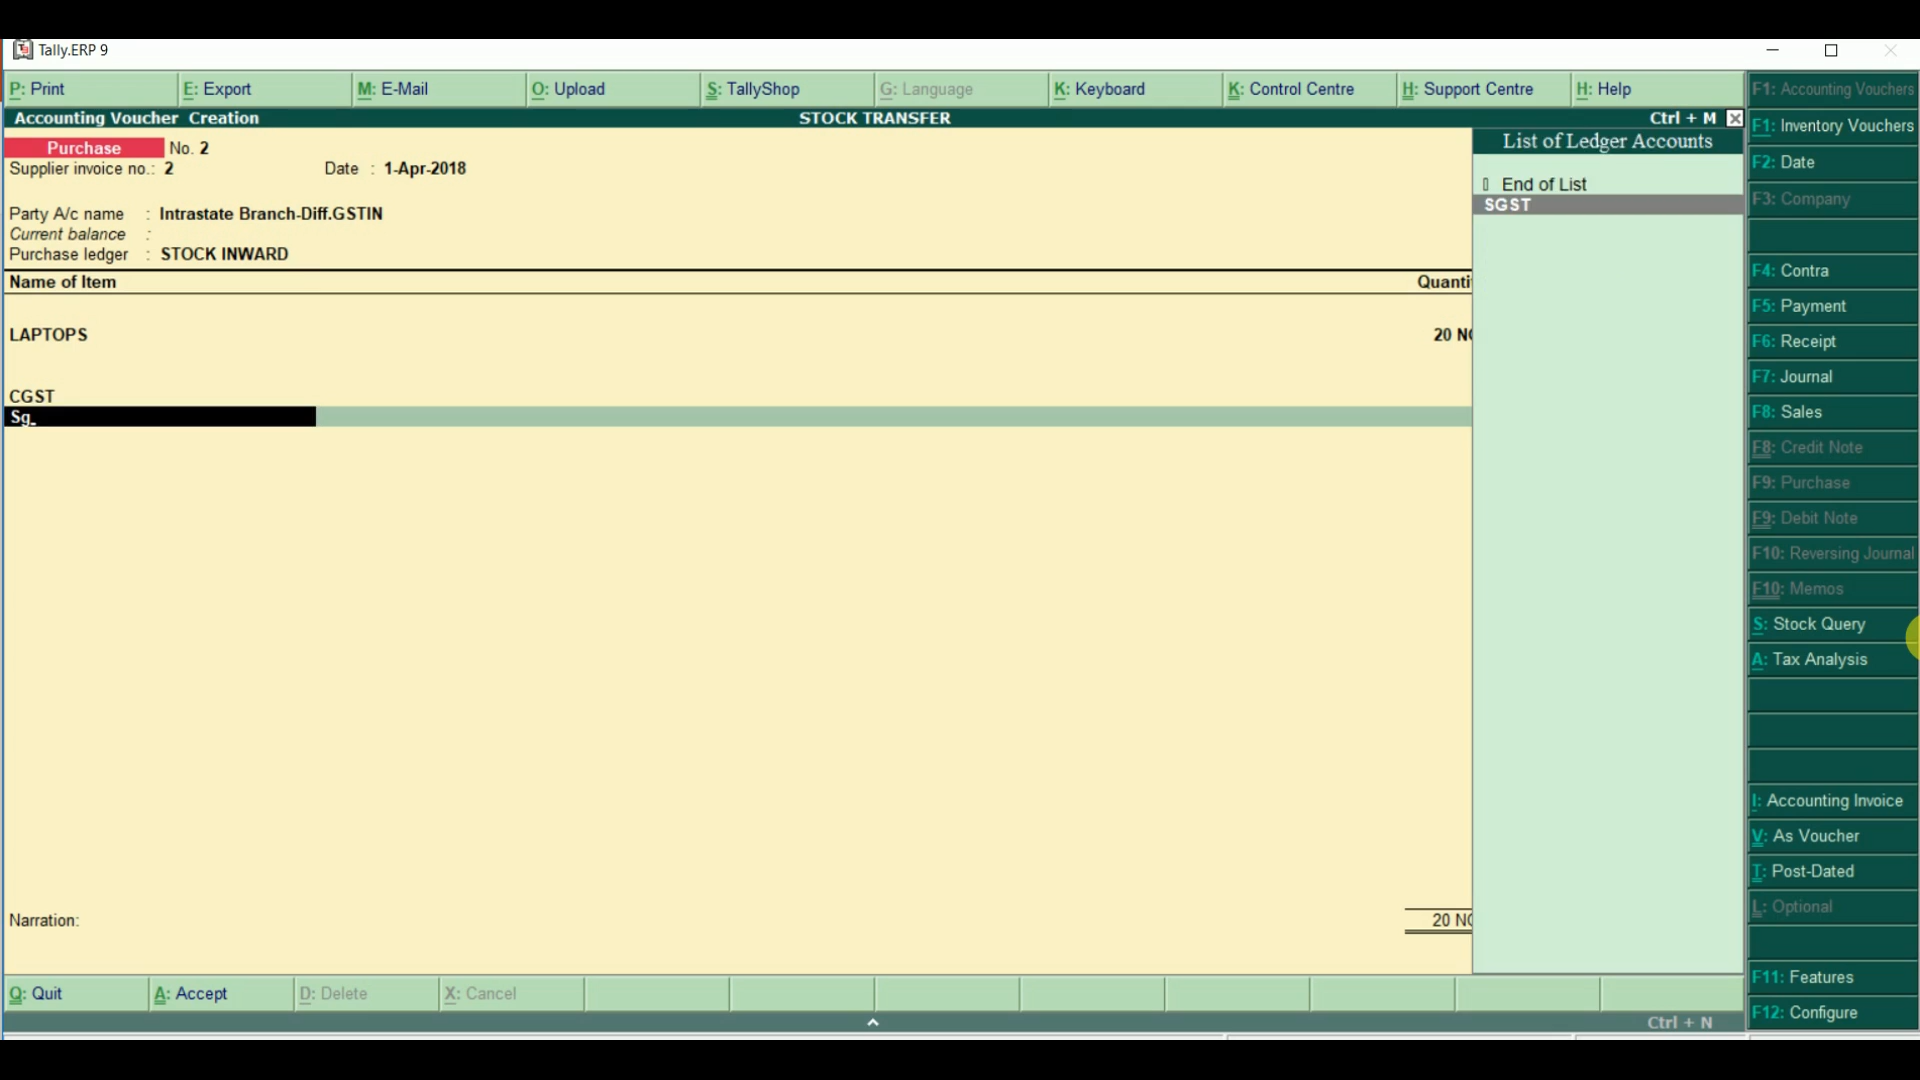 Tally.ERP 9
P: Print E: Export M: E-Mail O: Upload S: TallyShop G: Language K: Keyboard K: Control Centre H: Support Centre H: Help
Accounting Voucher Creation STOCK TRANSFER Ctrl + M
Purchase No. 2
Supplier invoice no.: 2 Date : 1-Apr-2018
Party A/c name : Intrastate Branch-Diff.GSTIN
Current balance :
Purchase ledger : STOCK INWARD
Name of Item Quanti
LAPTOPS 20 NO
CGST
Sg
Narration: 20 NO
List of Ledger Accounts
End of List
SGST
F1: Accounting Vouchers
F1: Inventory Vouchers
F2: Date
F3: Company
F4: Contra
F5: Payment
F6: Receipt
F7: Journal
F8: Sales
F8: Credit Note
F9: Purchase
F9: Debit Note
F10: Reversing Journal
F10: Memos
S: Stock Query
A: Tax Analysis
I: Accounting Invoice
V: As Voucher
T: Post-Dated
L: Optional
F11: Features
F12: Configure
Q: Quit A: Accept D: Delete X: Cancel
Ctrl + N